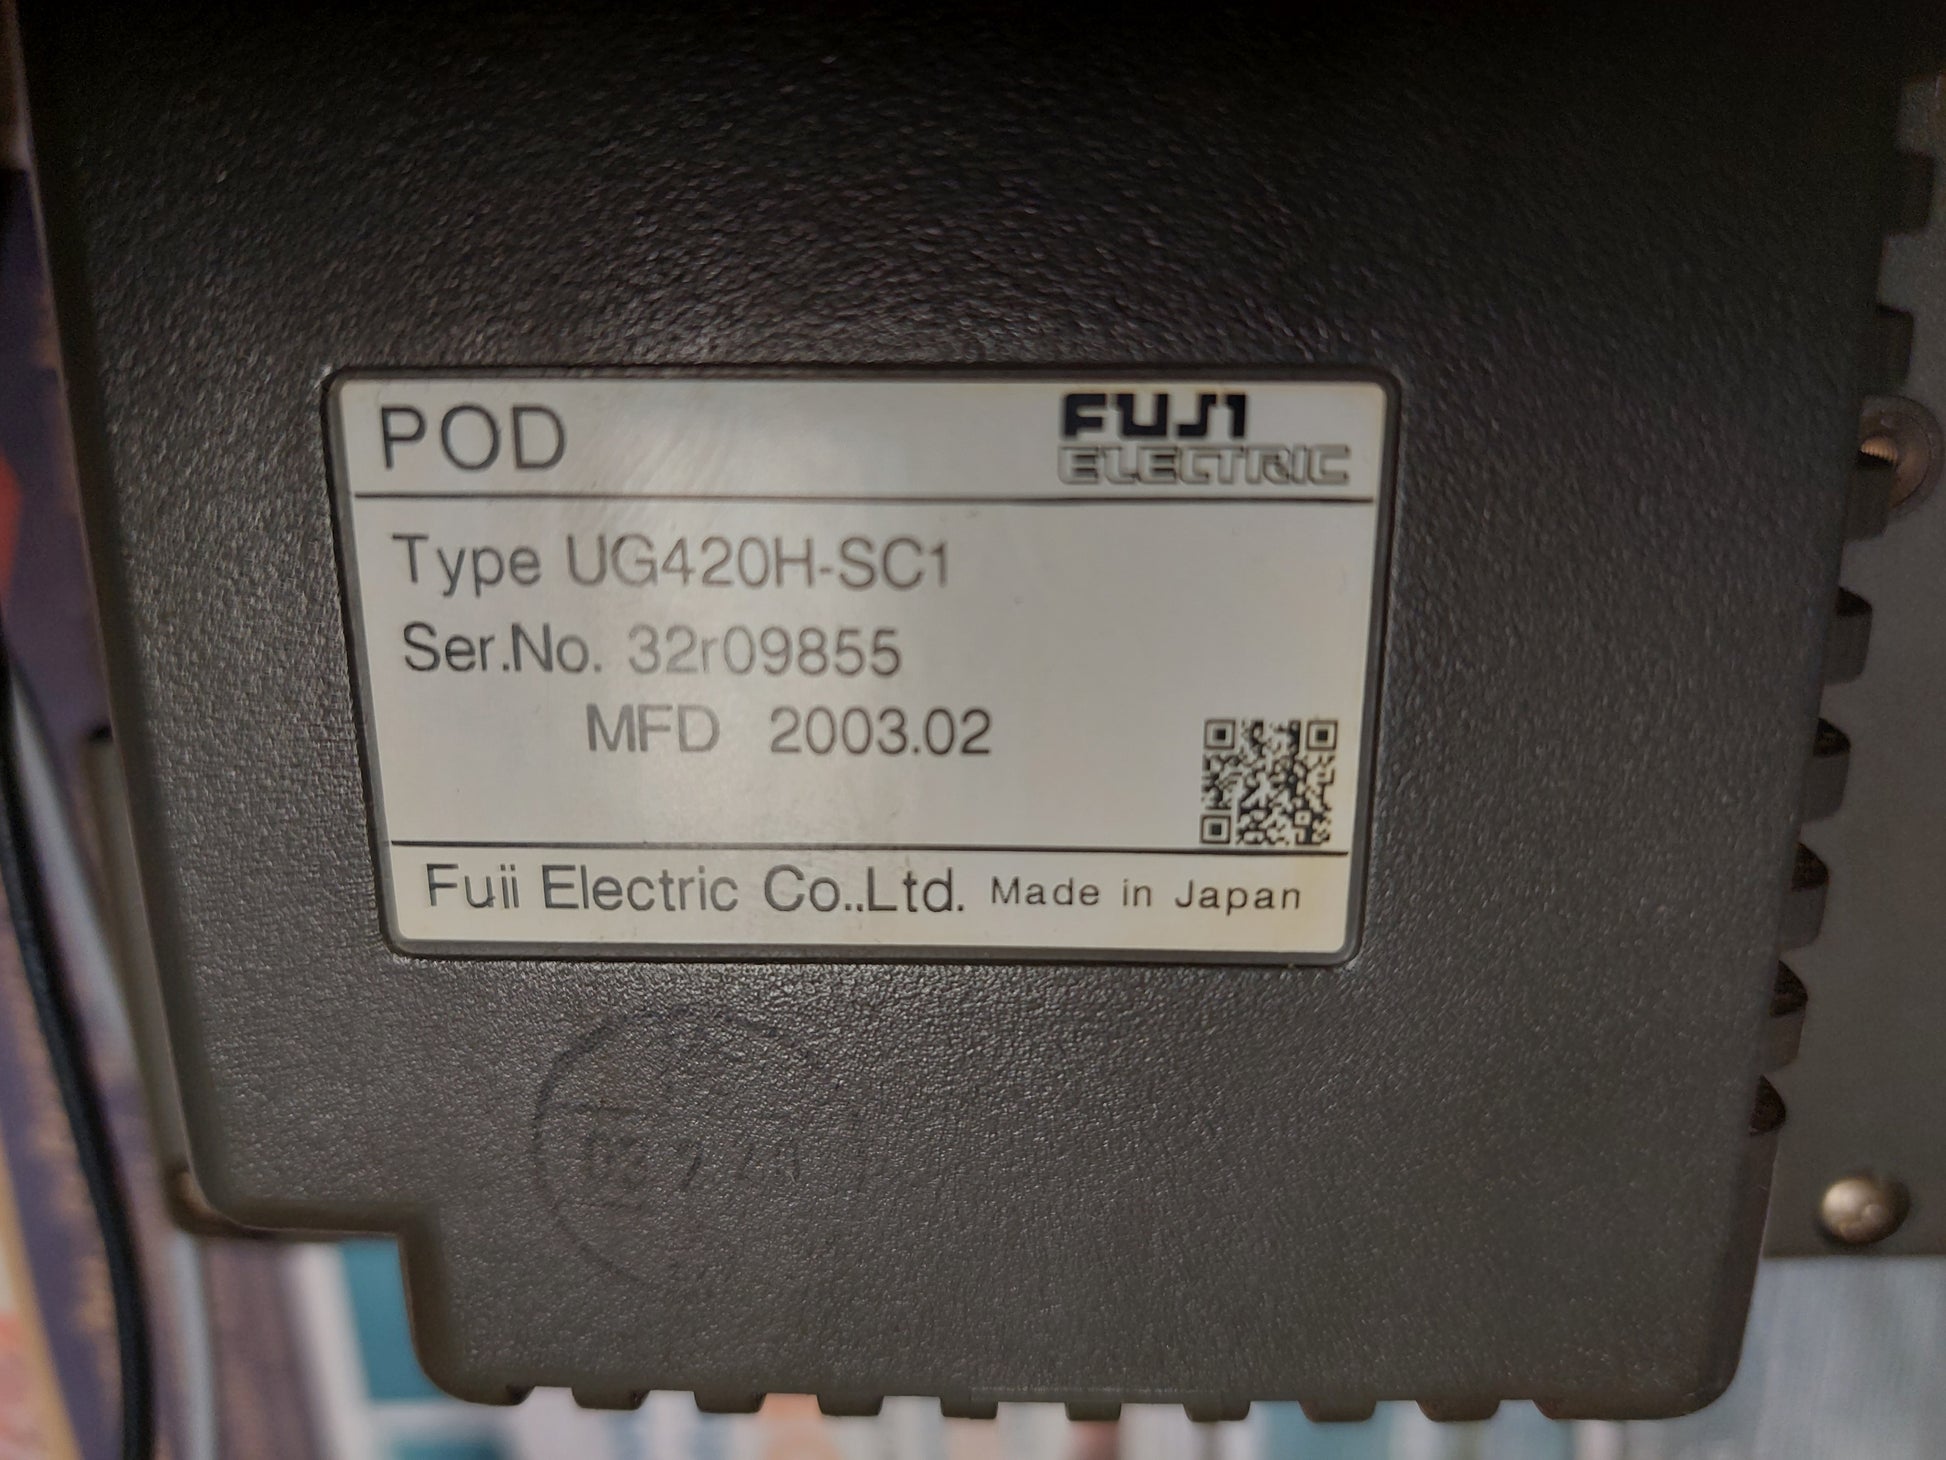 POD
FUJI
ELECTRIC
Type UG420H-SC1
Ser.No. 32r09855
MFD 2003.02
Fuii Electric Co..Ltd. Made in Japan